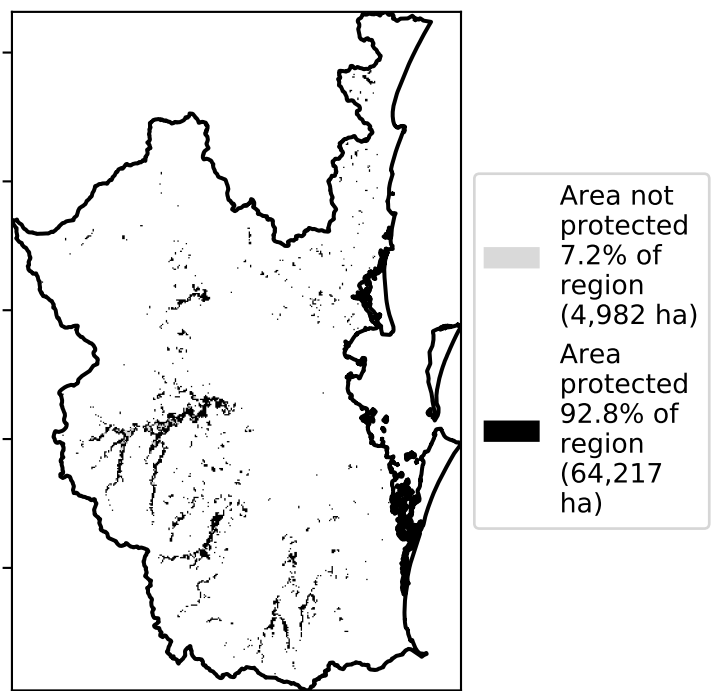 Area not
protected
7.2% of
region
(4,982 ha)
Area
protected
92.8% of
region
(64,217
ha)